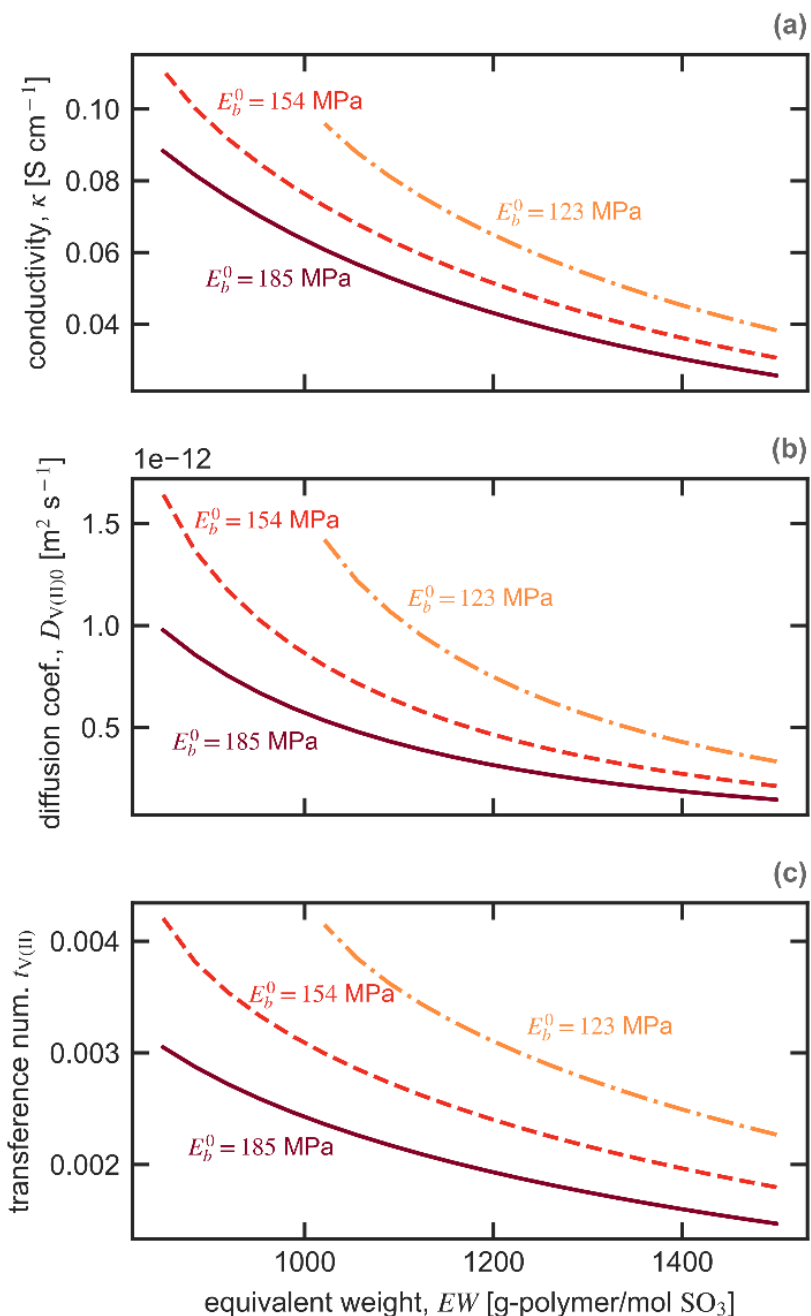 (a)
conductivity, κ [S cm⁻¹]
0.10
0.08
0.06
0.04
E_b^0 = 154 MPa
E_b^0 = 123 MPa
E_b^0 = 185 MPa
(b)
1e−12
diffusion coef., D_V(II)0 [m² s⁻¹]
1.5
1.0
0.5
E_b^0 = 154 MPa
E_b^0 = 123 MPa
E_b^0 = 185 MPa
(c)
transference num. t_V(II)
0.004
0.003
0.002
E_b^0 = 154 MPa
E_b^0 = 123 MPa
E_b^0 = 185 MPa
1000 1200 1400
equivalent weight, EW [g-polymer/mol SO₃]